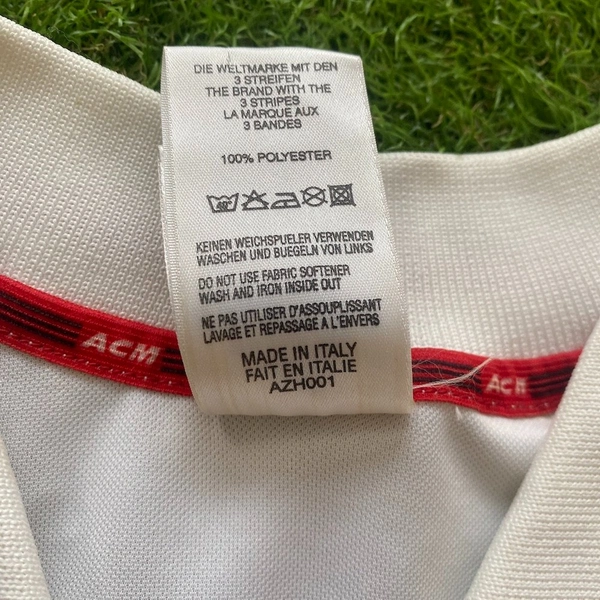 DIE WELTMARKE MIT DEN
3 STREIFEN
THE BRAND WITH THE
3 STRIPES
LA MARQUE AUX
3 BANDES
100% POLYESTER
KEINEN WEICHSPUELER VERWENDEN
WASCHEN UND BUEGELN VON LINKS
DO NOT USE FABRIC SOFTENER
WASH AND IRON INSIDE OUT
NE PAS UTILISER D'ASSOUPLISSANT
LAVAGE ET REPASSAGE A L'ENVERS
MADE IN ITALY
FAIT EN ITALIE
AZH001
ACM
ACM